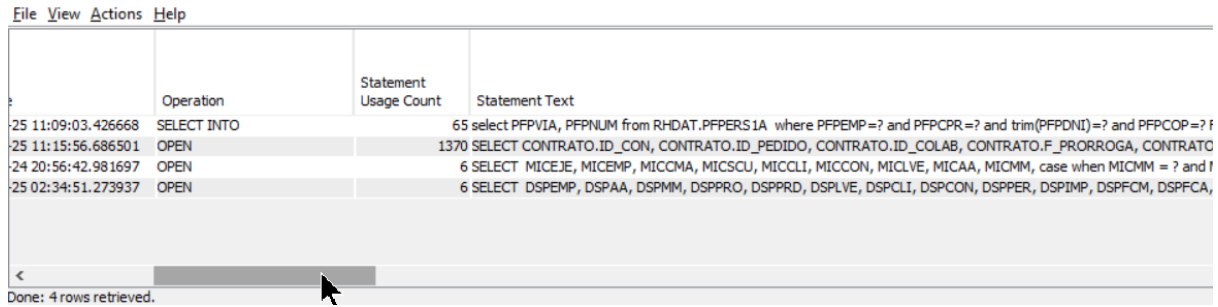 File View Actions Help
Statement
Operation Usage Count Statement Text
-25 11:09:03.426668 SELECT INTO 65 select PFPVIA, PFPNUM from RHDAT.PFPERS1A where PFPEMP=? and PFPCPR=? and trim(PFPDNI)=? and PFPCOP=?
-25 11:15:56.686501 OPEN 1370 SELECT CONTRATO.ID_CON, CONTRATO.ID_PEDIDO, CONTRATO.ID_COLAB, CONTRATO.F_PRORROGA, CONTRATO
-24 20:56:42.981697 OPEN 6 SELECT MICEJE, MICEMP, MICCMA, MICSCU, MICCLI, MICCON, MICLVE, MICAA, MICMM, case when MICMM = ? and
-25 02:34:51.273937 OPEN 6 SELECT DSPEMP, DSPAA, DSPMM, DSPPRO, DSPPRD, DSPLVE, DSPCLI, DSPCON, DSPPER, DSPIMP, DSPFCM, DSPFCA,
Done: 4 rows retrieved.